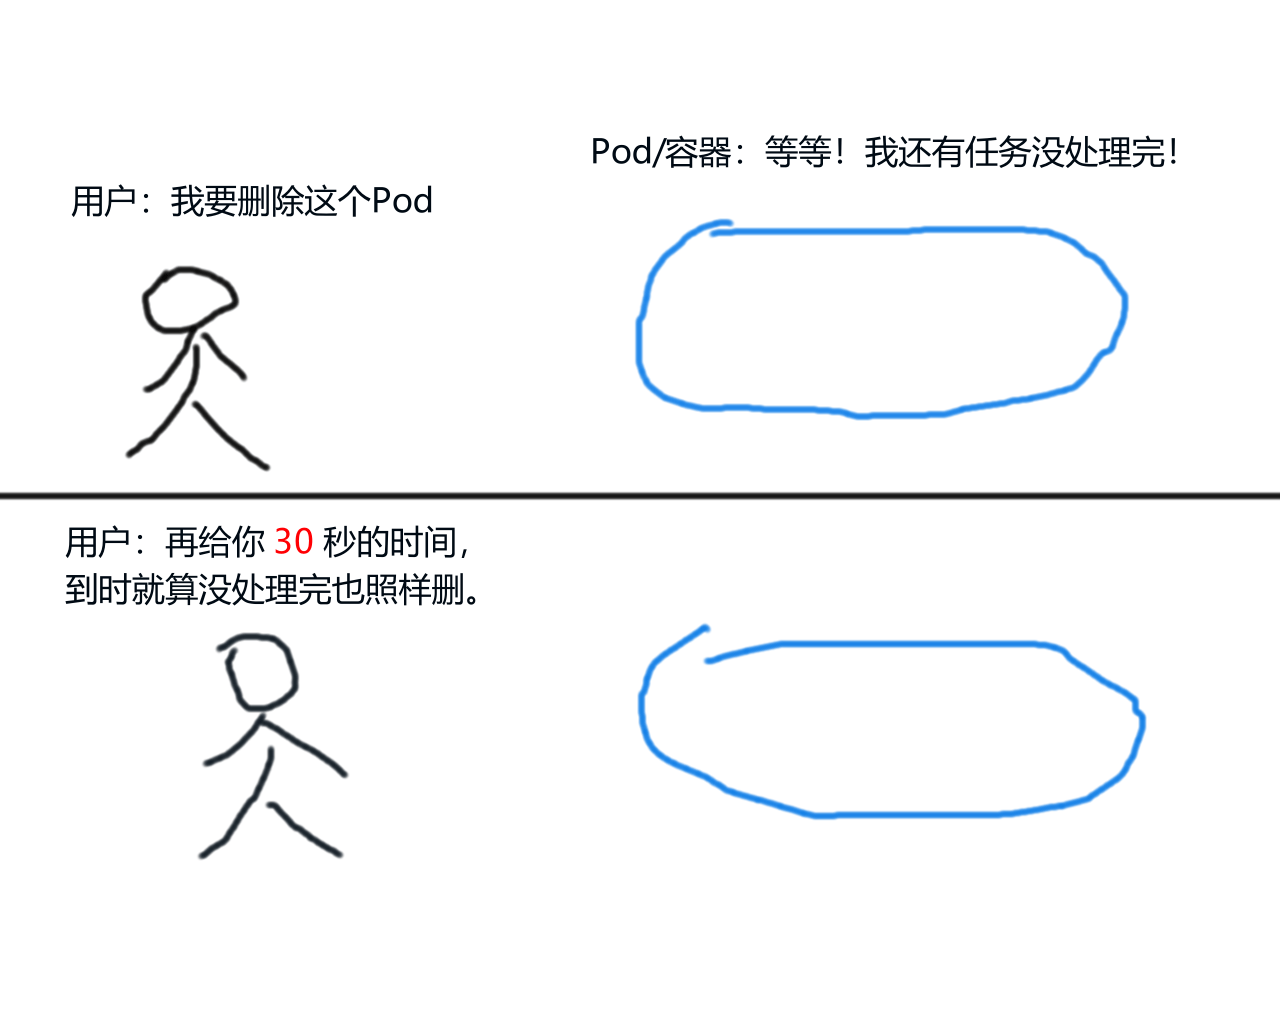 用户：我要删除这个Pod
Pod/容器：等等！我还有任务没处理完！
用户：再给你 30 秒的时间，
到时就算没处理完也照样删。